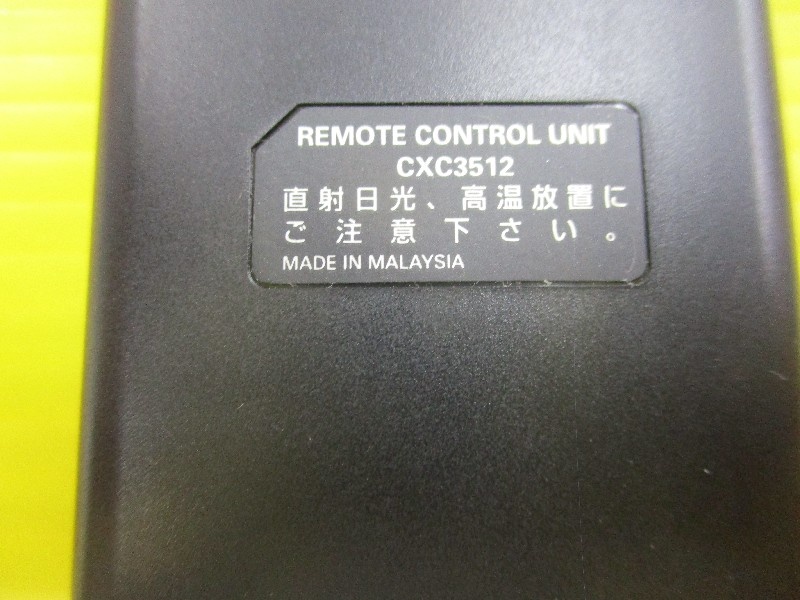 REMOTE CONTROL UNIT
CXC3512
直射日光、高温放置に
ご注意下さい。
MADE IN MALAYSIA